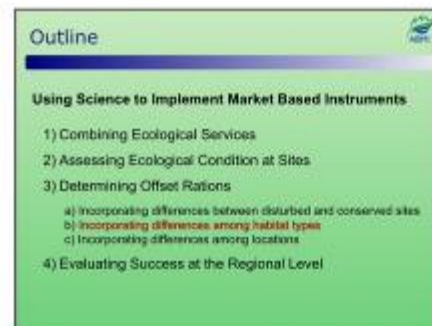 Outline
Using Science to Implement Market Based Instruments
1) Combining Ecological Services
2) Assessing Ecological Condition at Sites
3) Determining Offset Rations
a) Incorporating differences between disturbed and conserved sites
b) Incorporating differences among habitat types
c) Incorporating differences among locations
4) Evaluating Success at the Regional Level